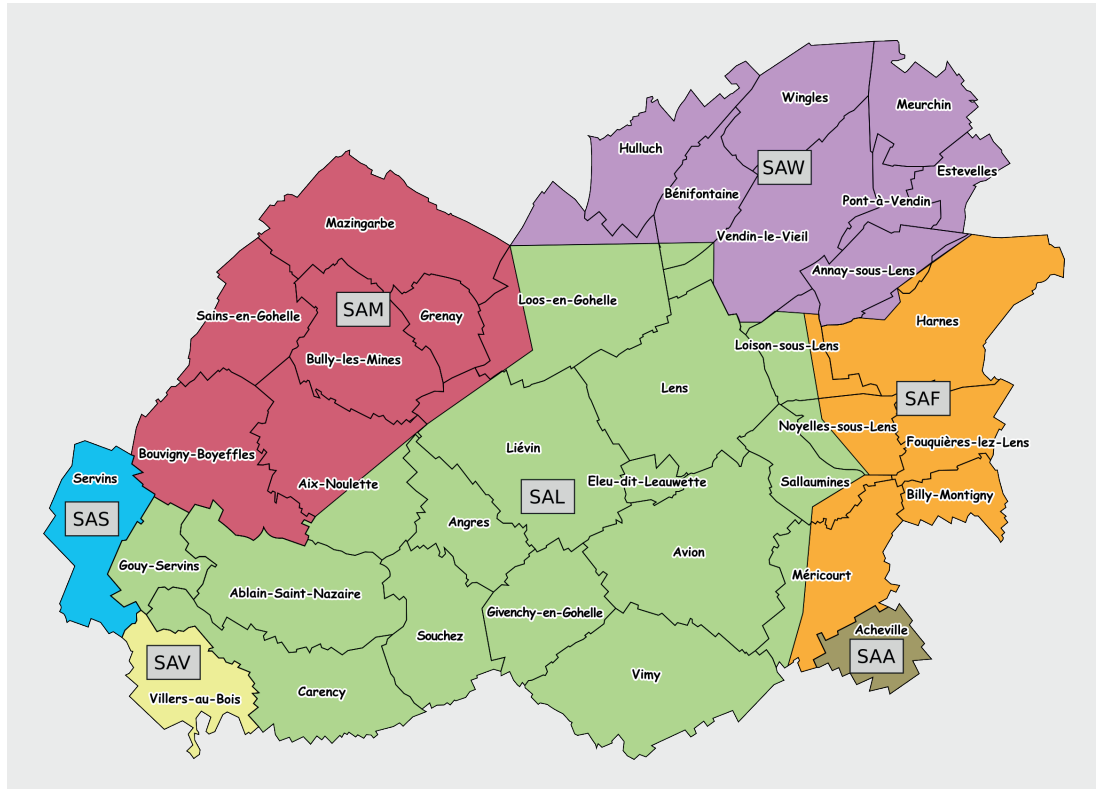 Wingles
Meurchin
Hulluch
SAW
Estevelles
Bénifontaine
Pont-à-Vendin
Mazingarbe
Vendin-le-Vieil
Annay-sous-Lens
Loos-en-Gohelle
SAM
Sains-en-Gohelle
Grenay
Harnes
Loison-sous-Lens
Bully-les-Mines
Lens
SAF
Noyelles-sous-Lens
Fouquières-lez-Lens
Liévin
Bouvigny-Boyeffles
Servins
Aix-Noulette
Eleu-dit-Leauwette
Sallaumines
SAL
Billy-Montigny
SAS
Angres
Avion
Gouy-Servins
Méricourt
Ablain-Saint-Nazaire
Givenchy-en-Gohelle
Acheville
Souchez
SAA
SAV
Vimy
Carency
Villers-au-Bois